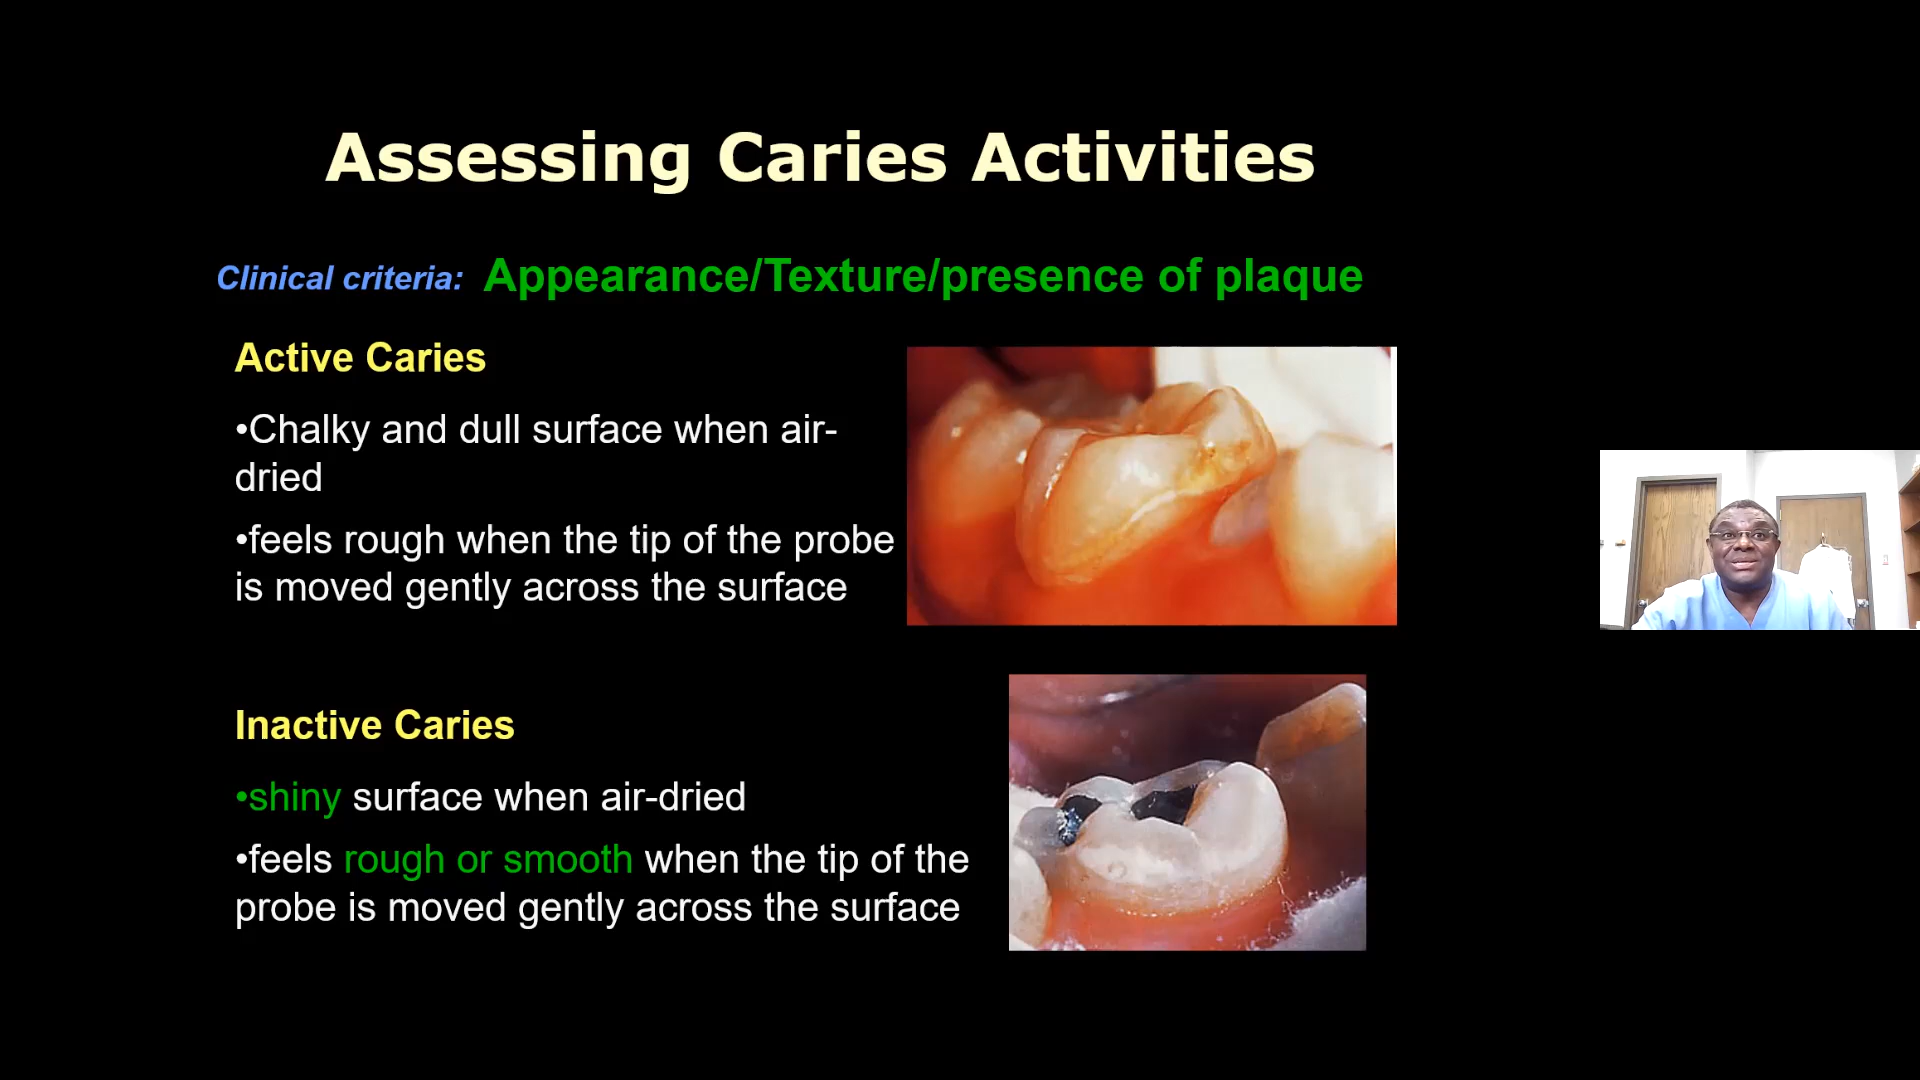 Assessing Caries Activities
Clinical criteria: Appearance/Texture/presence of plaque
Active Caries
•Chalky and dull surface when air-
dried
•feels rough when the tip of the probe
is moved gently across the surface
Inactive Caries
•shiny surface when air-dried
•feels rough or smooth when the tip of the
probe is moved gently across the surface